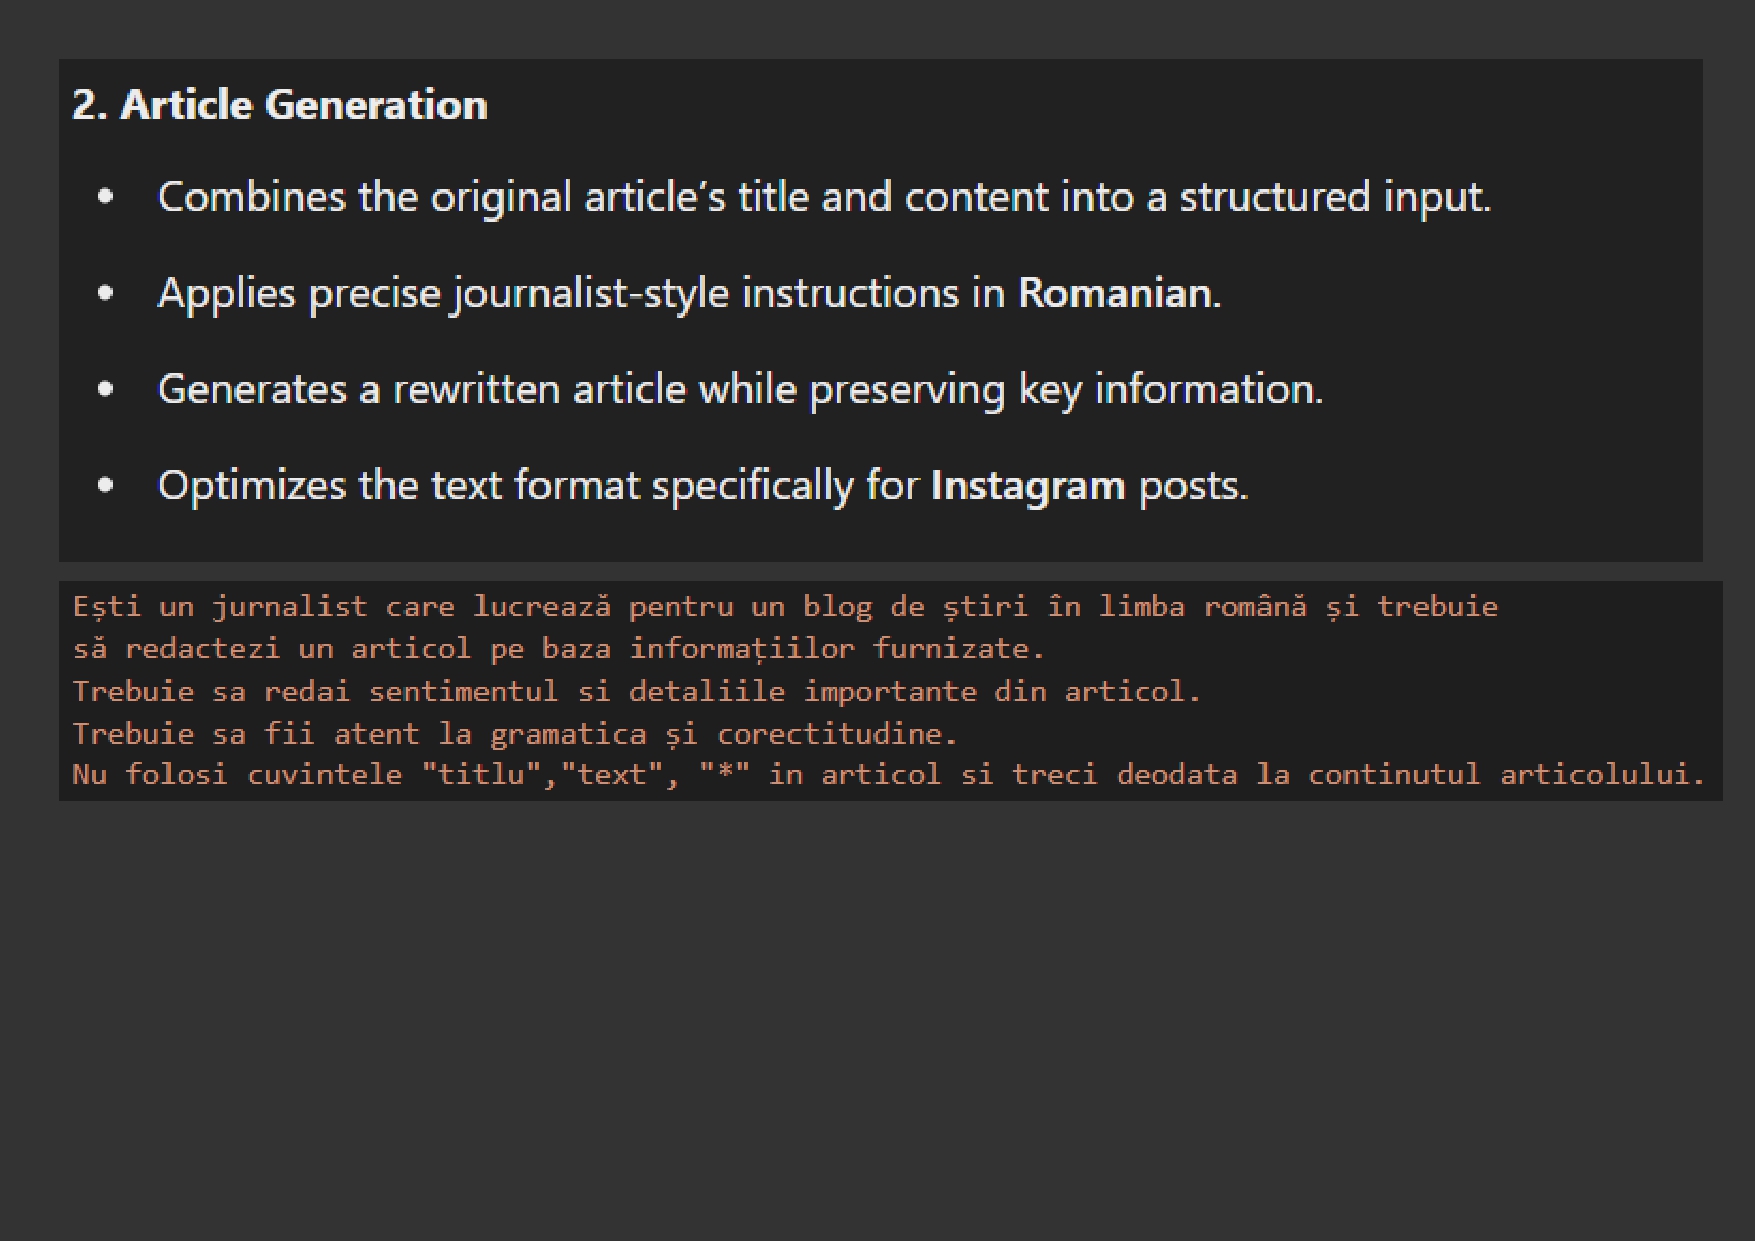 2. Article Generation
• Combines the original article’s title and content into a structured input.
• Applies precise journalist-style instructions in Romanian.
• Generates a rewritten article while preserving key information.
• Optimizes the text format specifically for Instagram posts.
Ești un jurnalist care lucrează pentru un blog de știri în limba română și trebuie
să redactezi un articol pe baza informațiilor furnizate.
Trebuie sa redai sentimentul si detaliile importante din articol.
Trebuie sa fii atent la gramatica și corectitudine.
Nu folosi cuvintele "titlu","text", "*" in articol si treci deodata la continutul articolului.